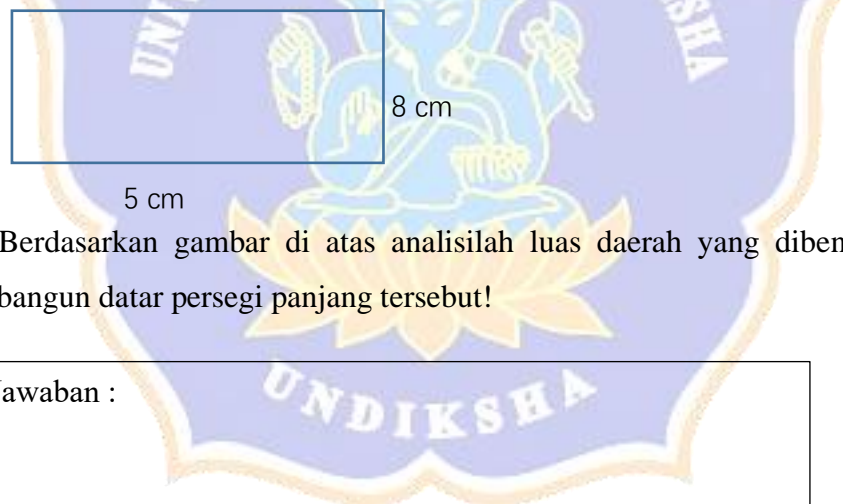 8 cm
5 cm
Berdasarkan gambar di atas analisilah luas daerah yang
bangun datar persegi panjang tersebut!
Jawaban :
UNDIKSHA